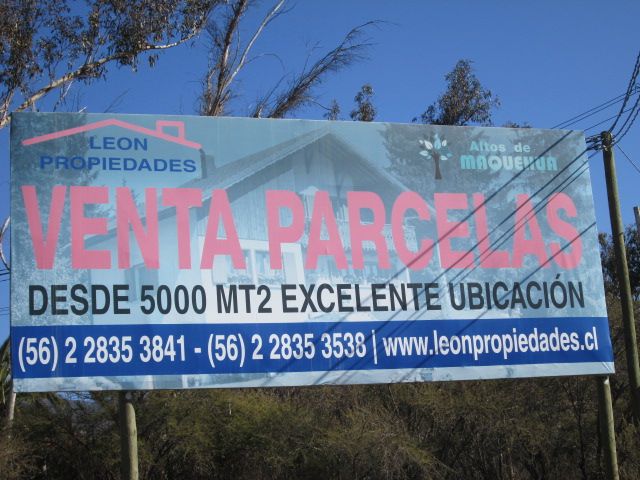 LEON
PROPIEDADES
Altos de
MAQUEHUA
VENTA PARCELAS
DESDE 5000 MT2 EXCELENTE UBICACIÓN
(56) 2 2835 3841 - (56) 2 2835 3538 | www.leonpropiedades.cl